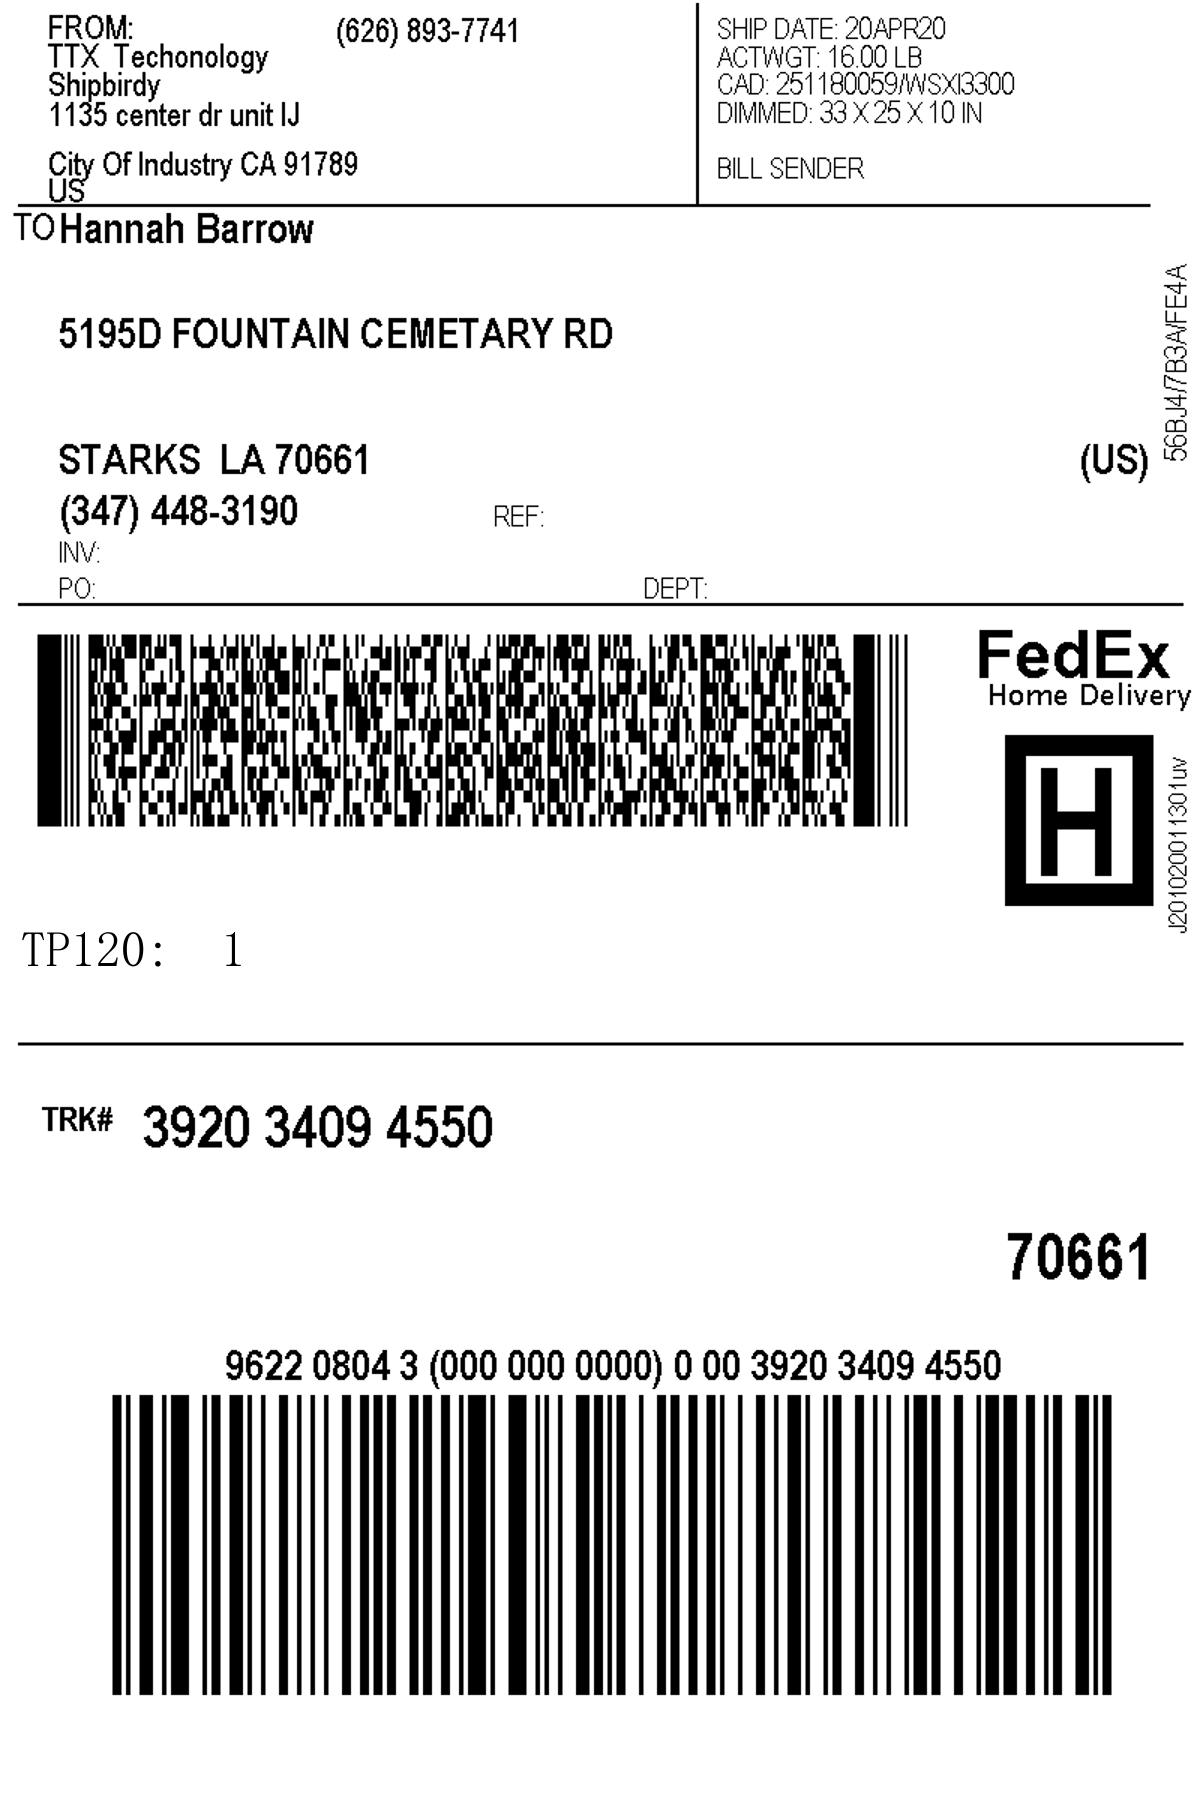 FROM: (626) 893-7741
TTX Techonology
Shipbirdy
1135 center dr unit IJ
City Of Industry CA 91789
US
SHIP DATE: 20APR20
ACTWGT: 16.00 LB
CAD: 251180059/WSXI3300
DIMMED: 33 X 25 X 10 IN
BILL SENDER
TO Hannah Barrow
5195D FOUNTAIN CEMETARY RD
STARKS LA 70661 (US)
(347) 448-3190 REF:
INV:
PO: DEPT:
56BJ4/7B3A/FE4A
FedEx
Home Delivery
H
J201020011301uv
TP120: 1
TRK# 3920 3409 4550
70661
9622 0804 3 (000 000 0000) 0 00 3920 3409 4550